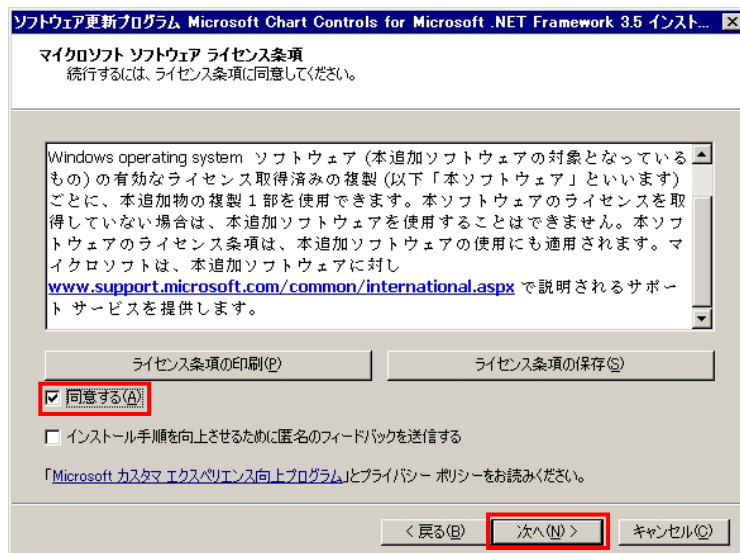 ソフトウェア更新プログラム Microsoft Chart Controls for Microsoft .NET Framework 3.5 インスト...
マイクロソフト ソフトウェア ライセンス条項
続行するには、ライセンス条項に同意してください。
Windows operating system ソフトウェア (本追加ソフトウェアの対象となっている
もの) の有効なライセンス取得済みの複製 (以下「本ソフトウェア」といいます)
ごとに、本追加物の複製 1 部を使用できます。本ソフトウェアのライセンスを取
得していない場合は、本追加ソフトウェアを使用することはできません。本ソフ
トウェアのライセンス条項は、本追加ソフトウェアの使用にも適用されます。マ
イクロソフトは、本追加ソフトウェアに対し
www.support.microsoft.com/common/international.aspx で説明されるサポー
ト サービスを提供します。
ライセンス条項の印刷(P) ライセンス条項の保存(S)
同意する(A)
インストール手順を向上させるために匿名のフィードバックを送信する
「Microsoft カスタマ エクスペリエンス向上プログラム」とプライバシー ポリシーをお読みください。
< 戻る(B) 次へ(N) > キャンセル(C)